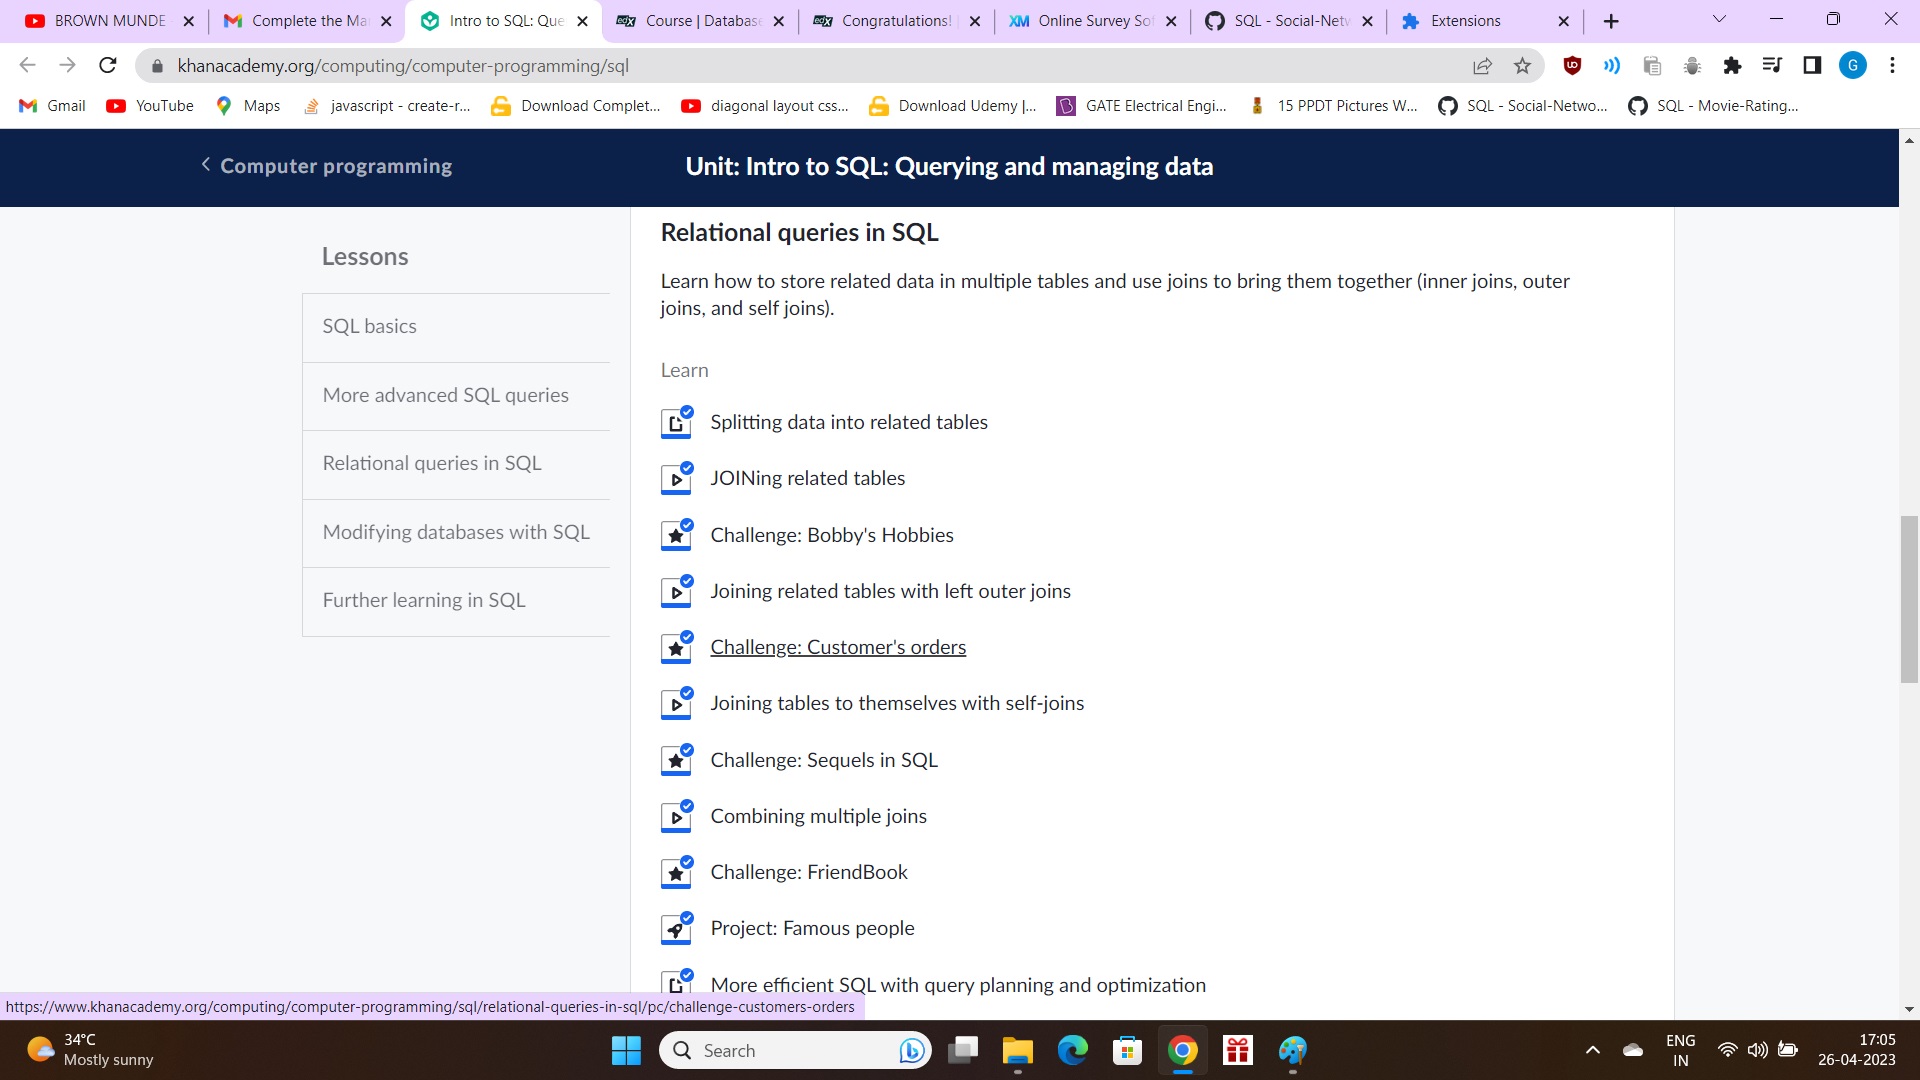 BROWN MUNDE
Complete the Ma
Intro to SQL: Que
Course | Database
Congratulations! |
Online Survey Sof
SQL - Social-Netw
Extensions
khanacademy.org/computing/computer-programming/sql
G
Gmail
YouTube
Maps
javascript - create-r...
Download Complet...
diagonal layout css...
Download Udemy |...
GATE Electrical Engi...
15 PPDT Pictures W...
SQL - Social-Netwo...
SQL - Movie-Rating...
Computer programming
Unit: Intro to SQL: Querying and managing data
Lessons
SQL basics
More advanced SQL queries
Relational queries in SQL
Modifying databases with SQL
Further learning in SQL
Relational queries in SQL
Learn how to store related data in multiple tables and use joins to bring them together (inner joins, outer
joins, and self joins).
Learn
Splitting data into related tables
JOINing related tables
Challenge: Bobby's Hobbies
Joining related tables with left outer joins
Challenge: Customer's orders
Joining tables to themselves with self-joins
Challenge: Sequels in SQL
Combining multiple joins
Challenge: FriendBook
Project: Famous people
More efficient SQL with query planning and optimization
https://www.khanacademy.org/computing/computer-programming/sql/relational-queries-in-sql/pc/challenge-customers-orders
34°C
Mostly sunny
Search
ENG
IN
17:05
26-04-2023